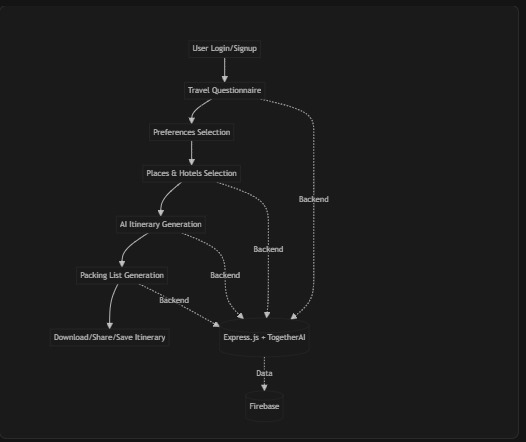 User Login/Signup
Travel Questionnaire
Preferences Selection
Places & Hotels Selection
Backend
AI Itinerary Generation
Backend
Packing List Generation
Backend
Backend
Download/Share/Save Itinerary
Express.js + TogetherAI
Data
Firebase